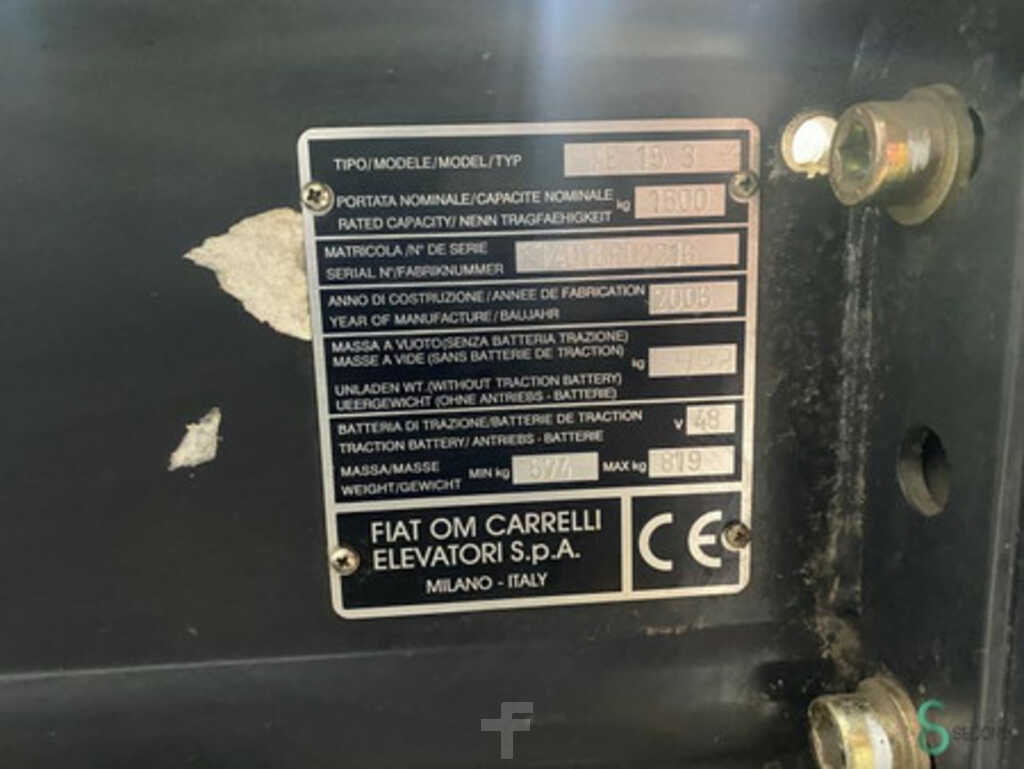 TIPO/MODELE/MODEL/TYP 15 3
PORTATA NOMINALE/CAPACITE NOMINALE
RATED CAPACITY/ NENN TRAGFAEHIGKEIT kg 1500
MATRICOLA /N° DE SERIE
SERIAL N°/FABRIKNUMMER
ANNO DI COSTRUZIONE/ANNEE DE FABRICATION
YEAR OF MANUFACTURE/BAUJAHR
MASSA A VUOTO(SENZA BATTERIA TRAZIONE)
MASSE A VIDE (SANS BATTERIE DE TRACTION) kg
UNLADEN WT.(WITHOUT TRACTION BATTERY)
UEERGEWICHT (OHNE ANTRIEBS - BATTERIE)
BATTERIA DI TRAZIONE/BATTERIE DE TRACTION V 48
TRACTION BATTERY/ ANTRIEBS - BATTERIE
MASSA/MASSE MIN kg MAX kg 819
WEIGHT/GEWICHT
FIAT OM CARRELLI
ELEVATORI S.p.A.
MILANO - ITALY
CE